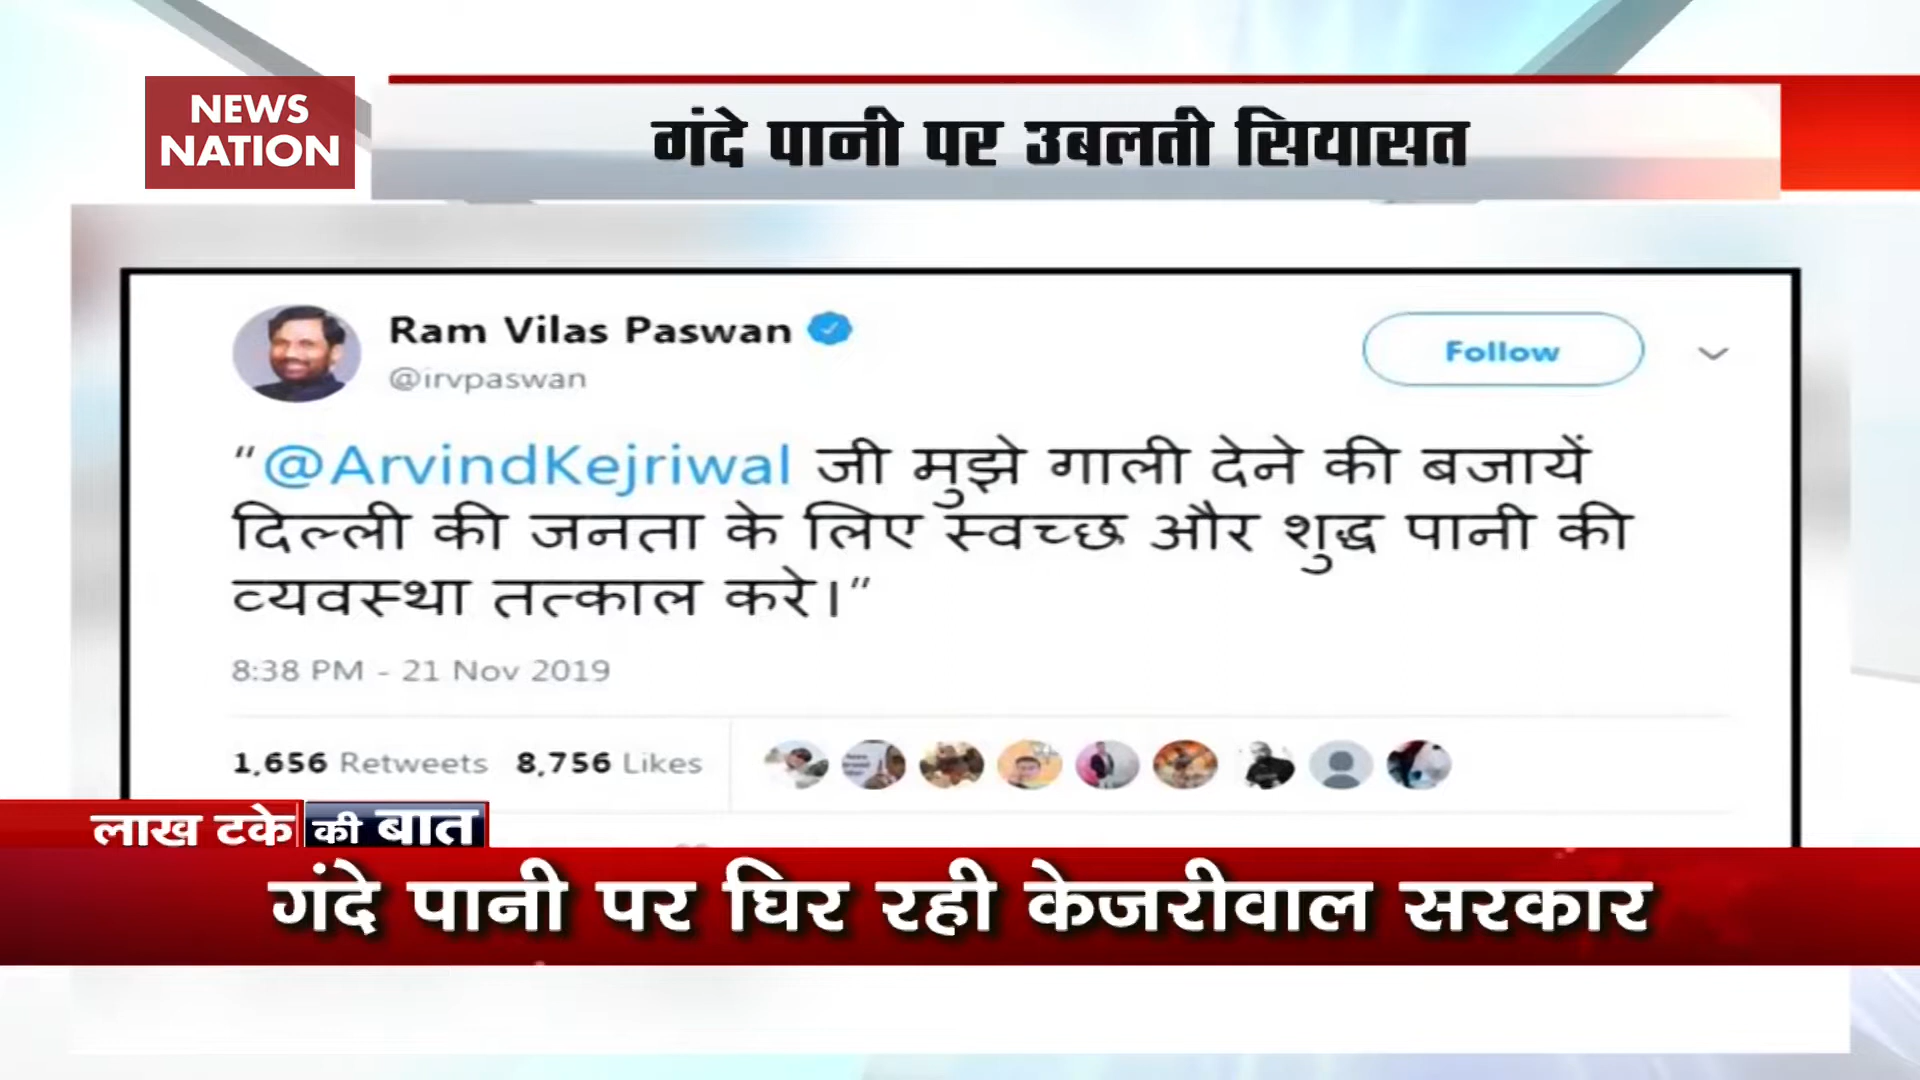 NEWS
NATION
गंदे पानी पर उबलती सियासत
Ram Vilas Paswan
@irvpaswan
Follow
“@ArvindKejriwal जी मुझे गाली देने की बजायें
दिल्ली की जनता के लिए स्वच्छ और शुद्ध पानी की
व्यवस्था तत्काल करे।”
8:38 PM - 21 Nov 2019
1,656 Retweets 8,756 Likes
लाख टके की बात
गंदे पानी पर घिर रही केजरीवाल सरकार